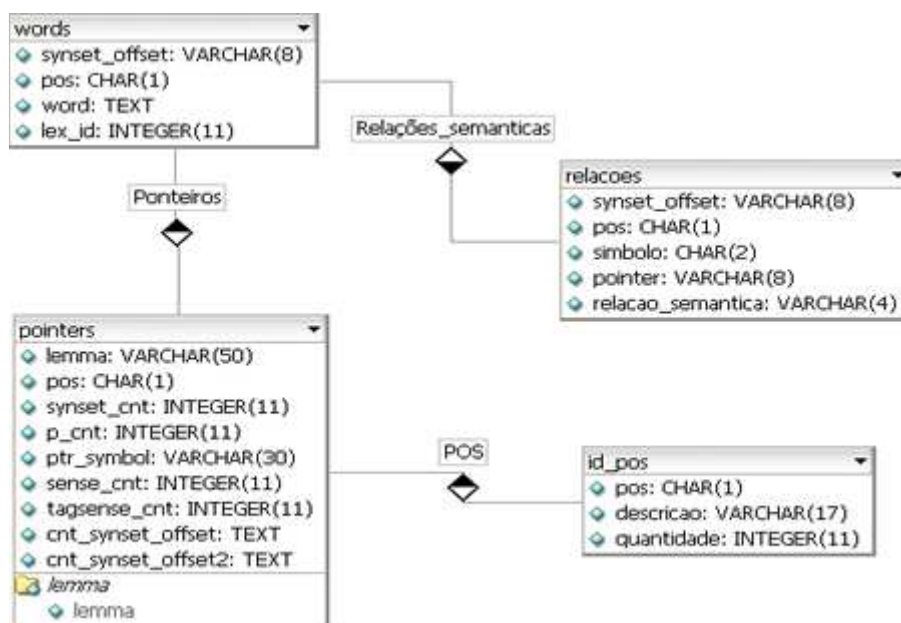 words
synset_offset: VARCHAR(8)
pos: CHAR(1)
word: TEXT
lex_id: INTEGER(11)
Relações_semanticas
Ponteiros
relacoes
synset_offset: VARCHAR(8)
pos: CHAR(1)
simbolo: CHAR(2)
pointer: VARCHAR(8)
relacao_semantica: VARCHAR(4)
pointers
lemma: VARCHAR(50)
pos: CHAR(1)
synset_cnt: INTEGER(11)
p_cnt: INTEGER(11)
ptr_symbol: VARCHAR(30)
sense_cnt: INTEGER(11)
tagsense_cnt: INTEGER(11)
cnt_synset_offset: TEXT
cnt_synset_offset2: TEXT
lemma
lemma
POS
id_pos
pos: CHAR(1)
descricao: VARCHAR(17)
quantidade: INTEGER(11)